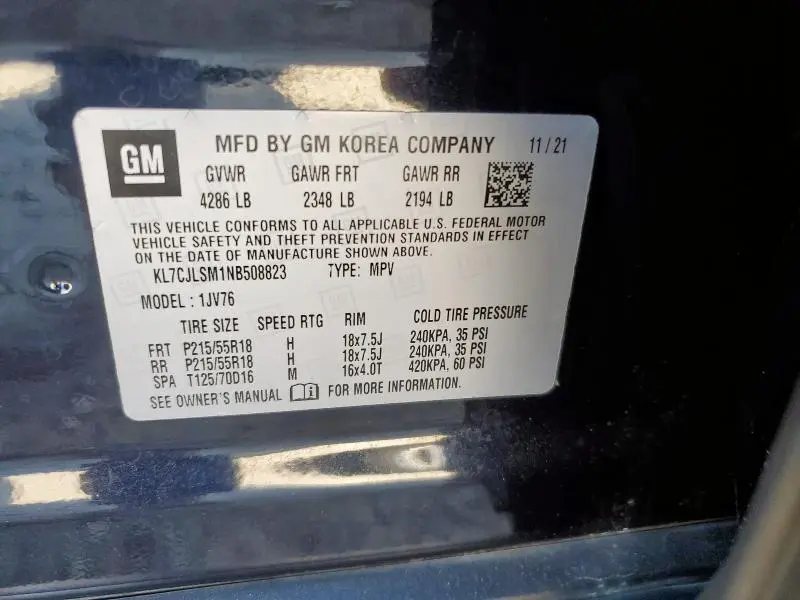 GM
MFD BY GM KOREA COMPANY 11/21
GVWR GAWR FRT GAWR RR
4286 LB 2348 LB 2194 LB
THIS VEHICLE CONFORMS TO ALL APPLICABLE U.S. FEDERAL MOTOR
VEHICLE SAFETY AND THEFT PREVENTION STANDARDS IN EFFECT
ON THE DATE OF MANUFACTURE SHOWN ABOVE.
KL7CJLSM1NB508823 TYPE: MPV
MODEL : 1JV76
TIRE SIZE SPEED RTG RIM COLD TIRE PRESSURE
FRT P215/55R18 H 18x7.5J 240KPA, 35 PSI
RR P215/55R18 H 18x7.5J 240KPA, 35 PSI
SPA T125/70D16 M 16x4.0T 420KPA, 60 PSI
SEE OWNER'S MANUAL FOR MORE INFORMATION.